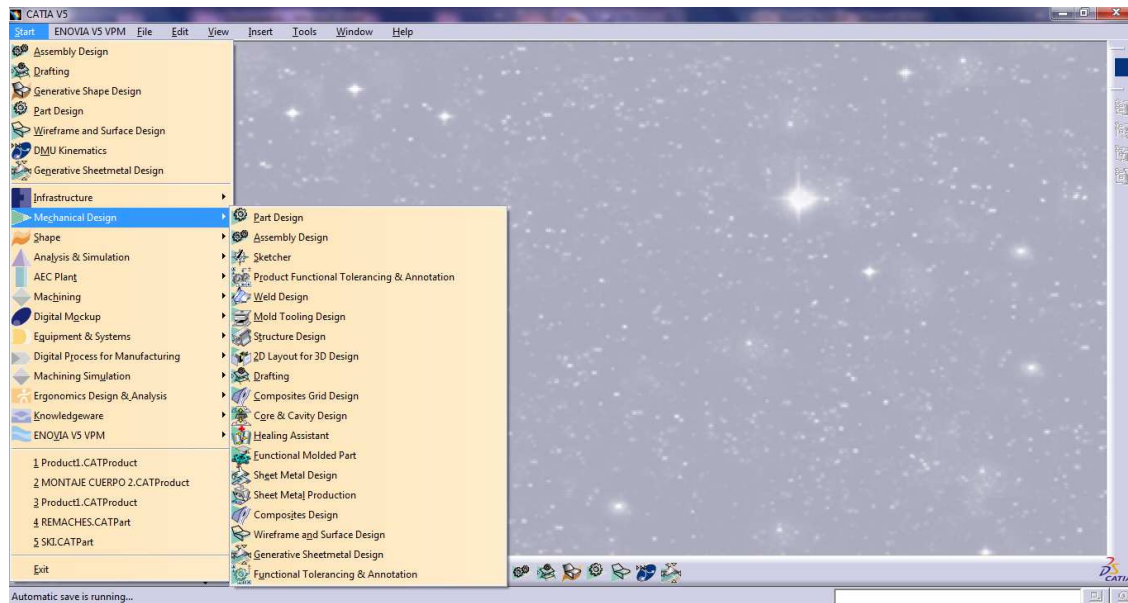 CATIA V5
Start ENOVIA V5 VPM File Edit View Insert Tools Window Help
Assembly Design
Drafting
Generative Shape Design
Part Design
Wireframe and Surface Design
DMU Kinematics
Generative Sheetmetal Design
Infrastructure
Mechanical Design
Shape
Analysis & Simulation
AEC Plant
Machining
Digital Mockup
Equipment & Systems
Digital Process for Manufacturing
Machining Simulation
Ergonomics Design & Analysis
Knowledgeware
ENOVIA V5 VPM
1 Product1.CATProduct
2 MONTAJE CUERPO 2.CATProduct
3 Product1.CATProduct
4 REMACHES.CATPart
5 SKI.CATPart
Exit
Part Design
Assembly Design
Sketcher
Product Functional Tolerancing & Annotation
Weld Design
Mold Tooling Design
Structure Design
2D Layout for 3D Design
Drafting
Composites Grid Design
Core & Cavity Design
Healing Assistant
Functional Molded Part
Sheet Metal Design
Sheet Metal Production
Composites Design
Wireframe and Surface Design
Generative Sheetmetal Design
Functional Tolerancing & Annotation
CATIA
Automatic save is running...